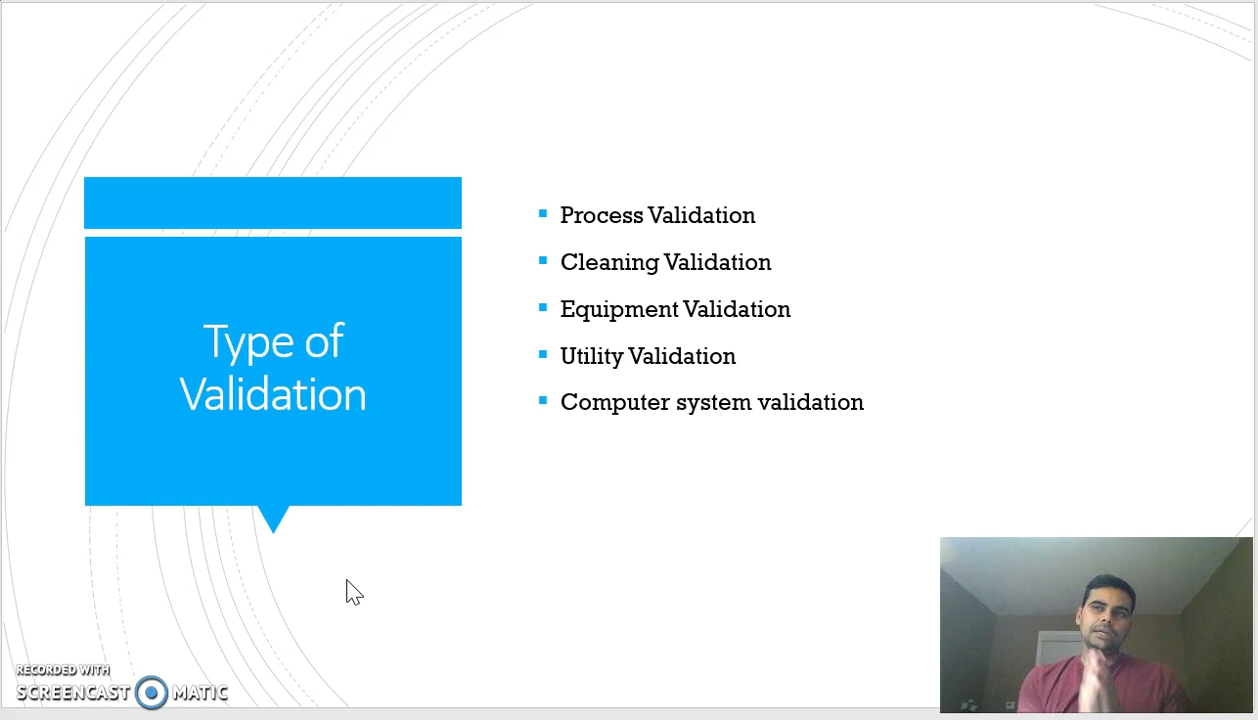 Type of
Validation
Process Validation
Cleaning Validation
Equipment Validation
Utility Validation
Computer system validation
RECORDED WITH
SCREENCAST MATIC